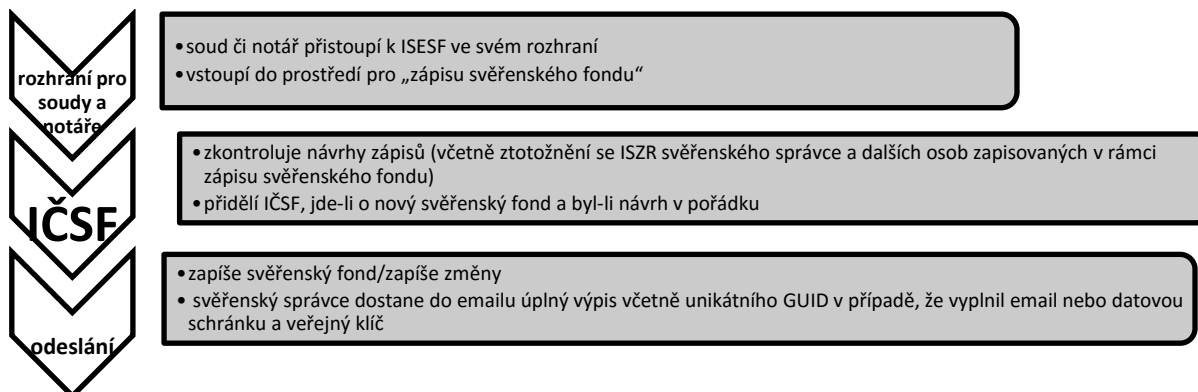 rozhraní pro
soudy a
notáře
•soud či notář přistoupí k ISESF ve svém rozhraní
•vstoupí do prostředí pro „zápisu svěřenského fondu“
IČSF
•zkontroluje návrhy zápisů (včetně ztotožnění se ISZR svěřenského správce a dalších osob zapisovaných v rámci
zápisu svěřenského fondu)
•přidělí IČSF, jde-li o nový svěřenský fond a byl-li návrh v pořádku
odeslání
•zapíše svěřenský fond/zapíše změny
• svěřenský správce dostane do emailu úplný výpis včetně unikátního GUID v případě, že vyplnil email nebo datovou
schránku a veřejný klíč